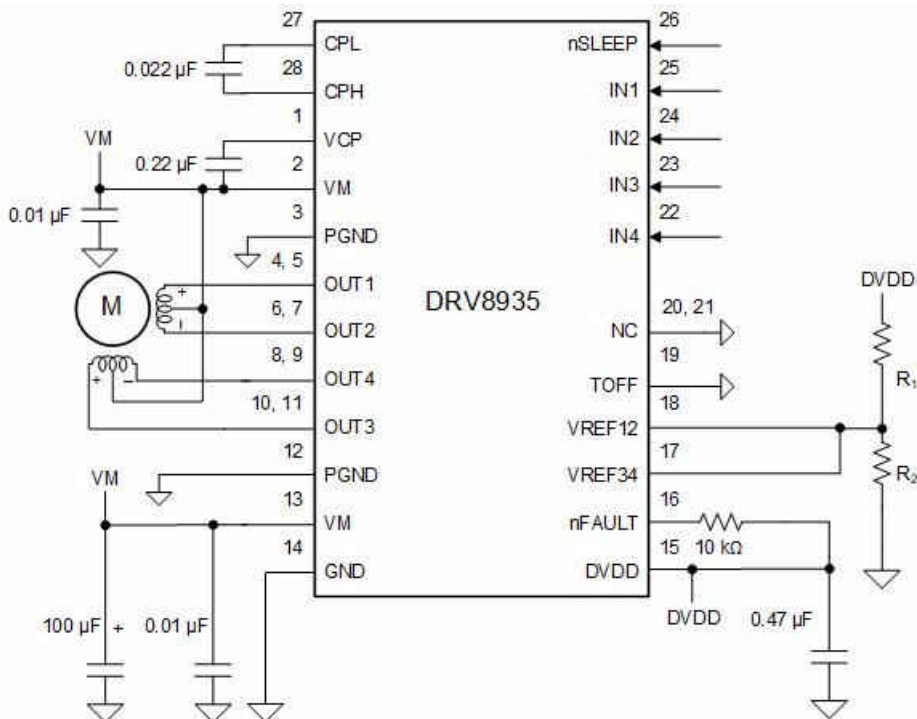 27
CPL
0.022 µF
28
CPH
1
VCP
VM
0.22 µF
2
VM
0.01 µF
3
PGND
4, 5
OUT1
M
+
−
6, 7
OUT2
8, 9
+ −
OUT4
10, 11
OUT3
12
PGND
VM
13
VM
14
GND
100 µF +
0.01 µF
DRV8935
26
nSLEEP
25
IN1
24
IN2
23
IN3
22
IN4
20, 21
NC
19
TOFF
18
VREF12
17
VREF34
16
nFAULT
10 kΩ
15
DVDD
DVDD
0.47 µF
DVDD
R1
R2